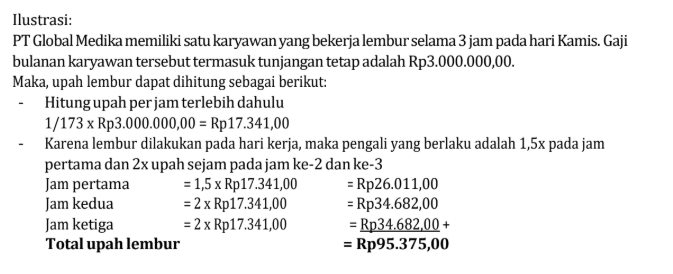 Ilustrasi:
PT Global Medika memiliki satu karyawan yang bekerja lembur selama 3 jam pada hari Kamis. Gaji
bulanan karyawan tersebut termasuk tunjangan tetap adalah Rp3.000.000,00.
Maka, upah lembur dapat dihitung sebagai berikut:
- Hitung upah per jam terlebih dahulu
1/173 x Rp3.000.000,00 = Rp17.341,00
- Karena lembur dilakukan pada hari kerja, maka pengali yang berlaku adalah 1,5x pada jam
pertama dan 2x upah sejam pada jam ke-2 dan ke-3
Jam pertama = 1,5 x Rp17.341,00 = Rp26.011,00
Jam kedua = 2 x Rp17.341,00 = Rp34.682,00
Jam ketiga = 2 x Rp17.341,00 = Rp34.682,00 +
Total upah lembur = Rp95.375,00